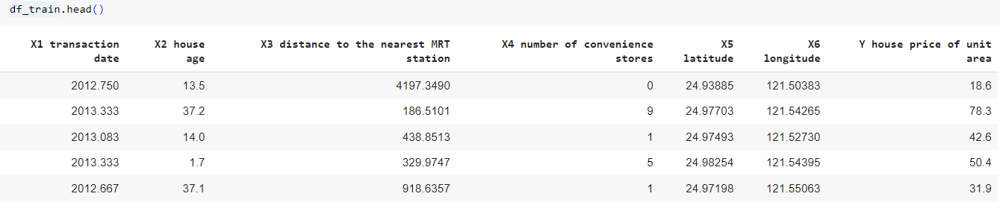 df_train.head()
X1 transaction date X2 house age X3 distance to the nearest MRT station X4 number of convenience stores X5 latitude X6 longitude Y house price of unit area
2012.750 13.5 4197.3490 0 24.93885 121.50383 18.6
2013.333 37.2 186.5101 9 24.97703 121.54265 78.3
2013.083 14.0 438.8513 1 24.97493 121.52730 42.6
2013.333 1.7 329.9747 5 24.98254 121.54395 50.4
2012.667 37.1 918.6357 1 24.97198 121.55063 31.9